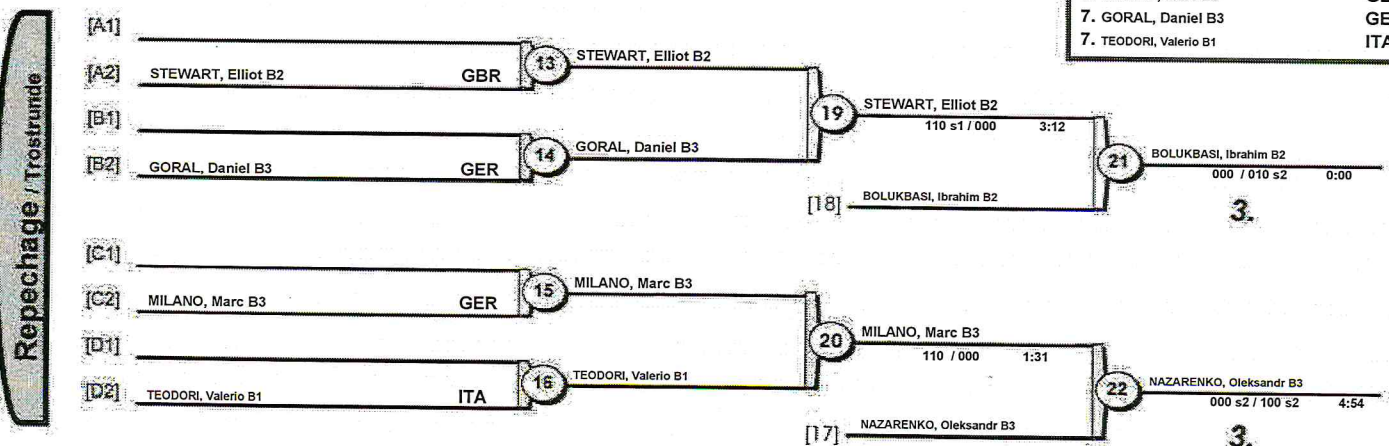 7. GORAL, Daniel B3
7. TEODORI, Valerio B1 ITA
Repechage / Trostrunde
[A1]
[A2] STEWART, Elliot B2 GBR
[B1]
[B2] GORAL, Daniel B3 GER
13 STEWART, Elliot B2
14 GORAL, Daniel B3
19 STEWART, Elliot B2
110 s1 / 000 3:12
[18] BOLUKBASI, Ibrahim B2
21 BOLUKBASI, Ibrahim B2
000 / 010 s2 0:00
3.
[C1]
[C2] MILANO, Marc B3 GER
[D1]
[D2] TEODORI, Valerio B1 ITA
15 MILANO, Marc B3
16 TEODORI, Valerio B1
20 MILANO, Marc B3
110 / 000 1:31
[17] NAZARENKO, Oleksandr B3
22 NAZARENKO, Oleksandr B3
000 s2 / 100 s2 4:54
3.